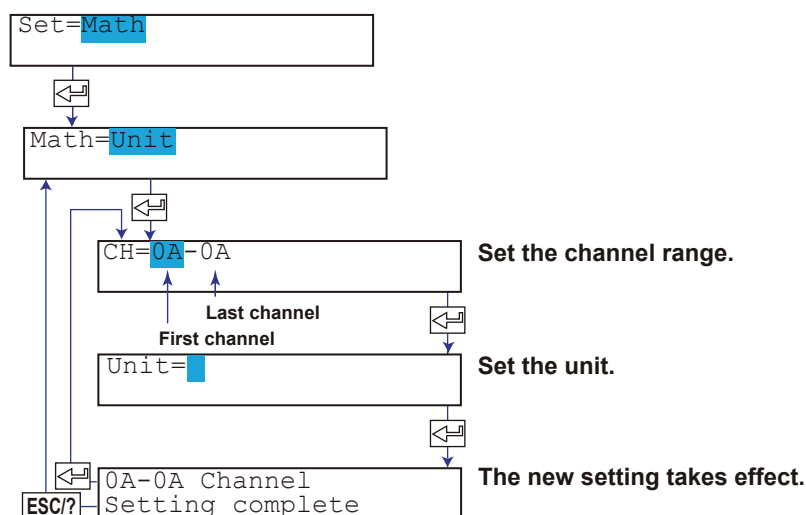 Set=Math
Math=Unit
CH=0A-0A
Set the channel range.
Last channel
First channel
Unit=
Set the unit.
0A-0A Channel
The new setting takes effect.
ESC/?
Setting complete